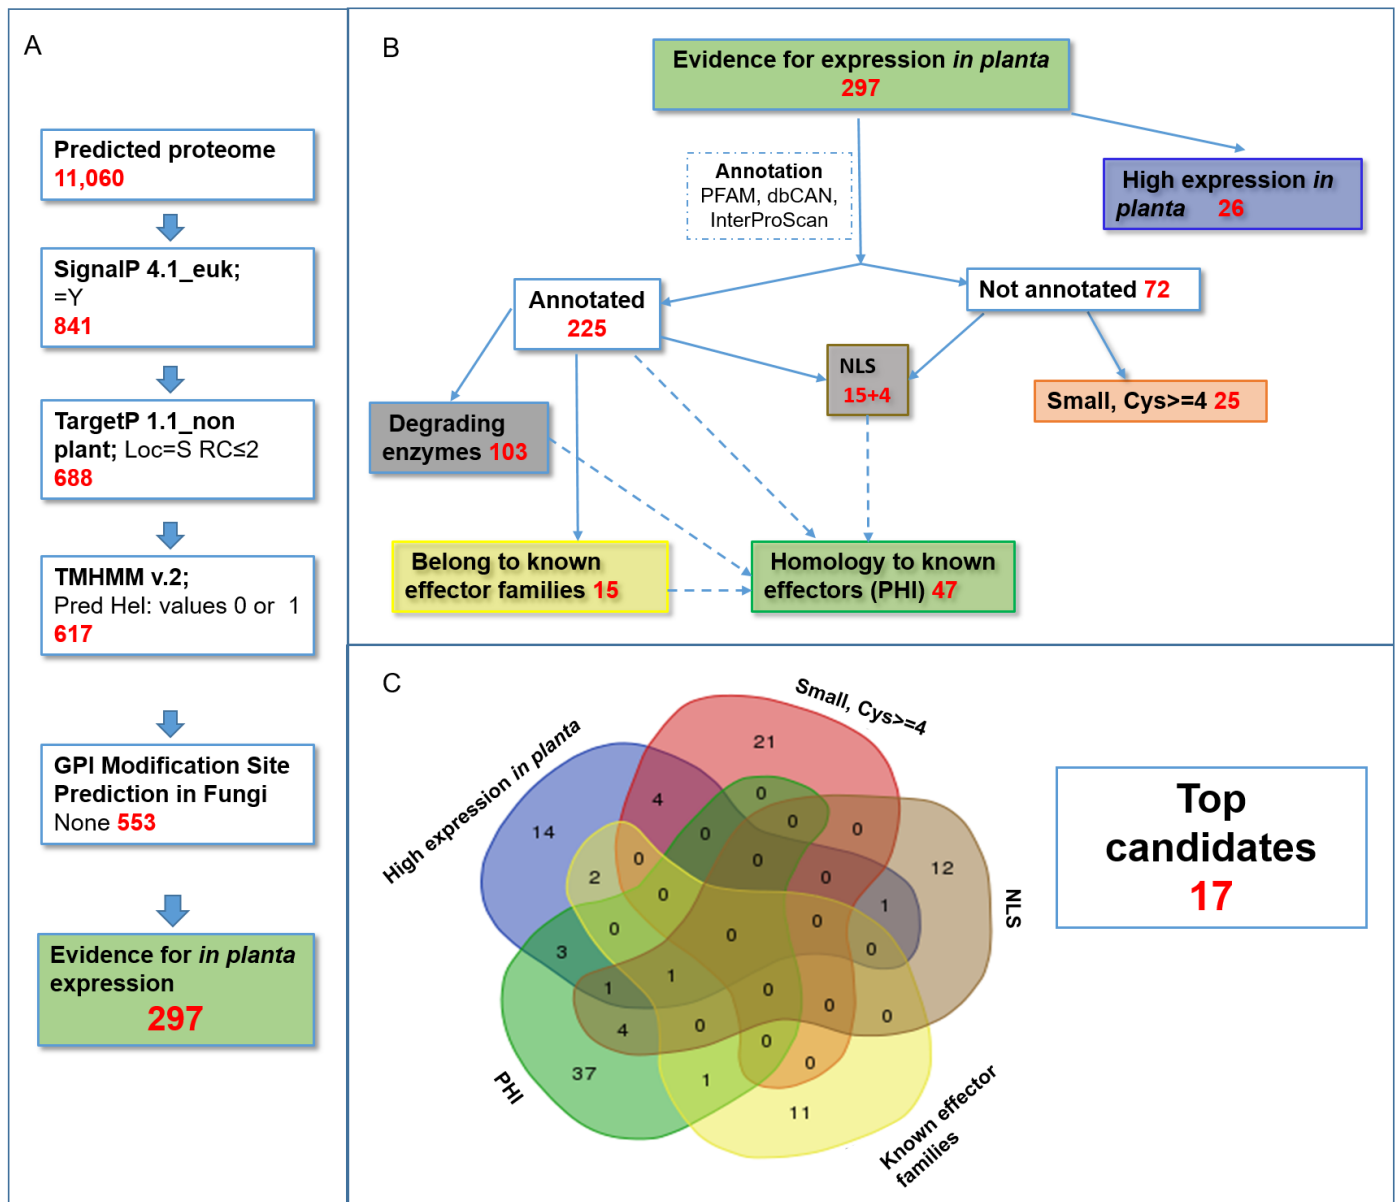 A
Predicted proteome
11,060
SignalP 4.1_euk;
=Y
841
TargetP 1.1_non
plant; Loc=S RC≤2
688
TMHMM v.2;
Pred Hel: values 0 or 1
617
GPI Modification Site
Prediction in Fungi
None 553
Evidence for in planta
expression
297
B
Evidence for expression in planta
297
Annotation
PFAM, dbCAN,
InterProScan
High expression in
planta 26
Annotated
225
Not annotated 72
NLS
15+4
Small, Cys>=4 25
Degrading
enzymes 103
Belong to known
effector families 15
Homology to known
effectors (PHI) 47
C
Small, Cys>=4
High expression in planta
NLS
PHI
Known effector
families
21
4
0
14
0
0
0
0
0
12
2
0
0
1
0
0
0
0
0
3
1
1
0
0
0
4
0
0
0
37
1
11
Top
candidates
17